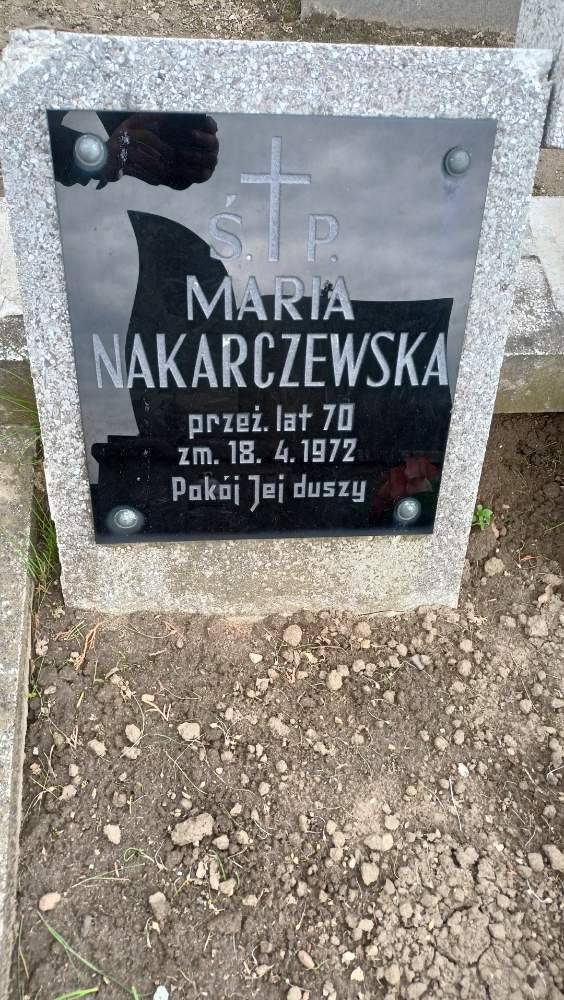 Ś. P.
MARIA
NAKARCZEWSKA
przeż. lat 70
zm. 18. 4. 1972
Pokój Jej duszy